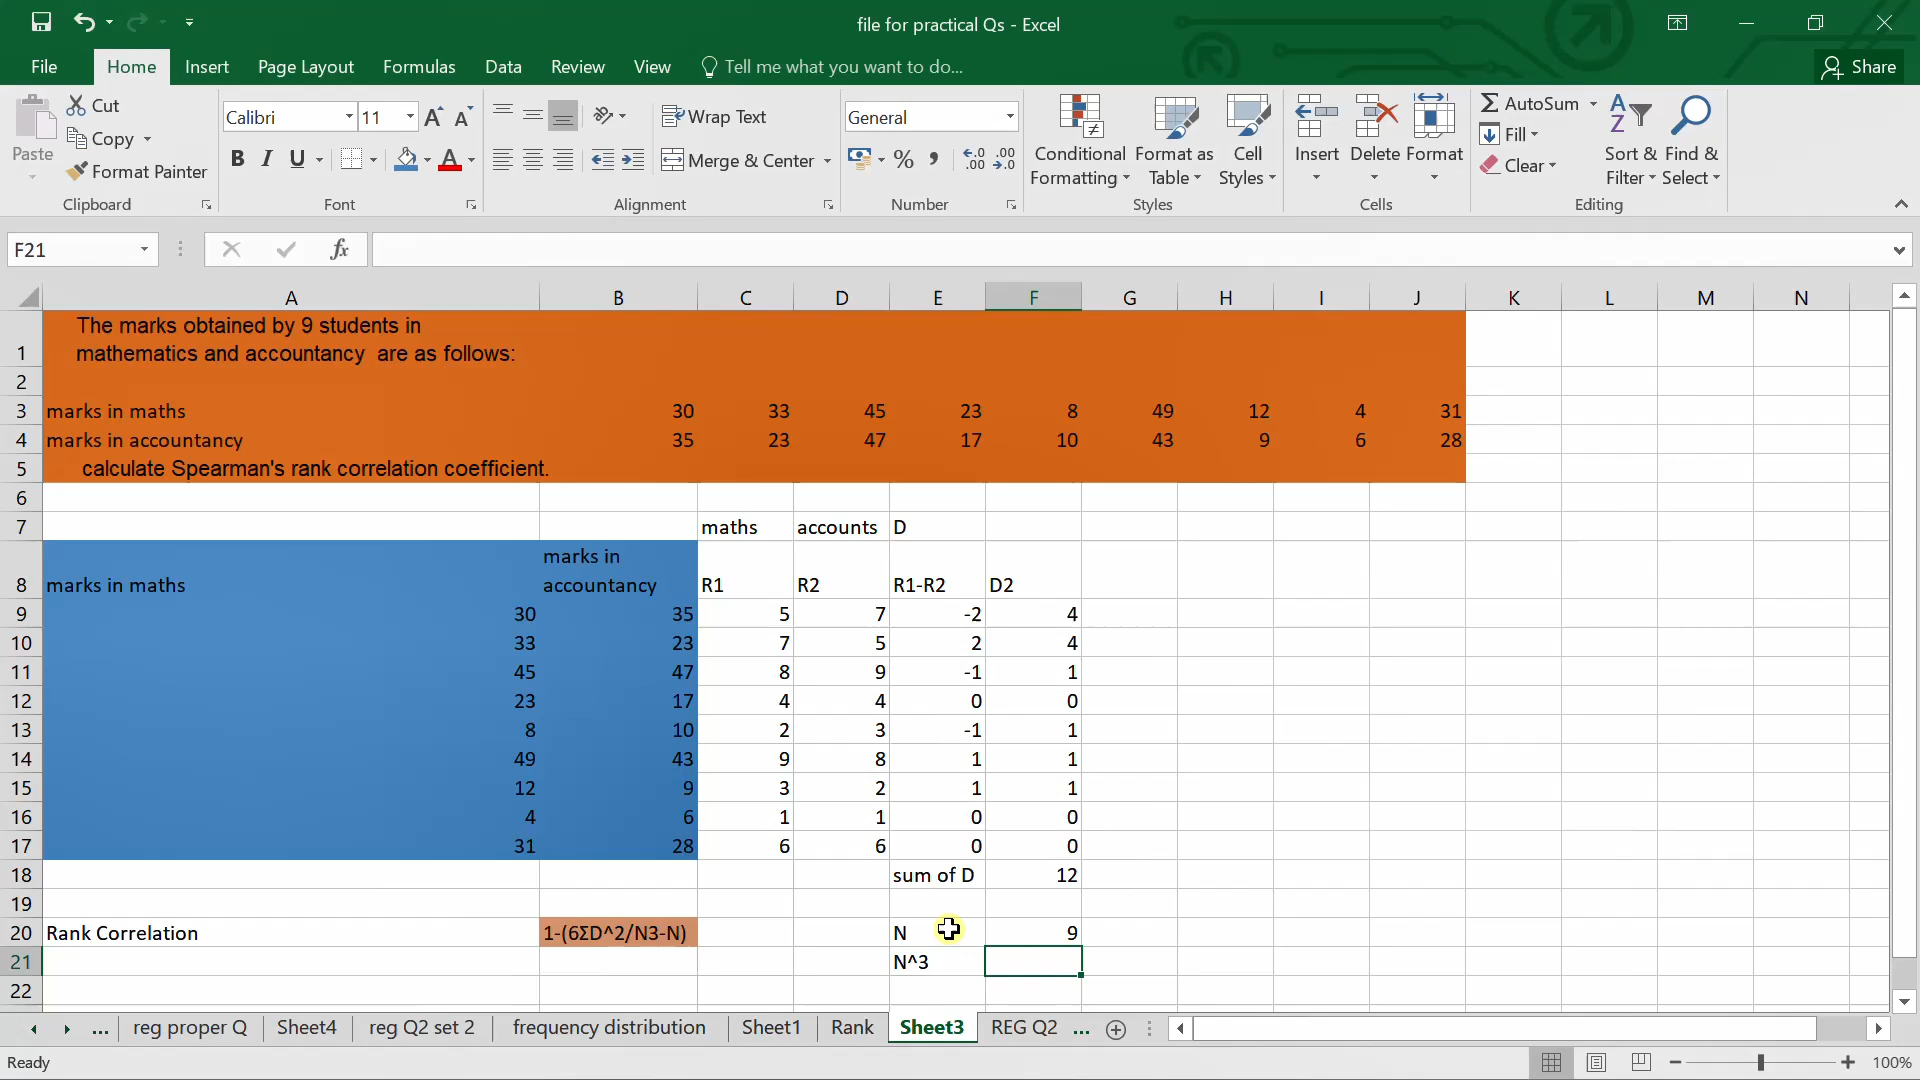 file for practical Qs - Excel
File Home Insert Page Layout Formulas Data Review View Tell me what you want to do... Share
Paste Cut Copy Format Painter Clipboard
Calibri 11 A A B I U A Font
Wrap Text Merge & Center Alignment
General % , .0 .00 .00 .0 Number
Conditional Formatting Format as Table Cell Styles Styles
Insert Delete Format Cells
AutoSum Fill Clear Sort & Filter Find & Select Editing
F21 fx
A B C D E F G H I J K L M N
1 The marks obtained by 9 students in
mathematics and accountancy are as follows:
2
3 marks in maths 30 33 45 23 8 49 12 4 31
4 marks in accountancy 35 23 47 17 10 43 9 6 28
5 calculate Spearman's rank correlation coefficient.
6
7 maths accounts D
8 marks in maths marks in accountancy R1 R2 R1-R2 D2
9 30 35 5 7 -2 4
10 33 23 7 5 2 4
11 45 47 8 9 -1 1
12 23 17 4 4 0 0
13 8 10 2 3 -1 1
14 49 43 9 8 1 1
15 12 9 3 2 1 1
16 4 6 1 1 0 0
17 31 28 6 6 0 0
18 sum of D 12
19
20 Rank Correlation 1-(6ΣD^2/N3-N) N 9
21 N^3
22
... reg proper Q Sheet4 reg Q2 set 2 frequency distribution Sheet1 Rank Sheet3 REG Q2 ...
Ready 100%